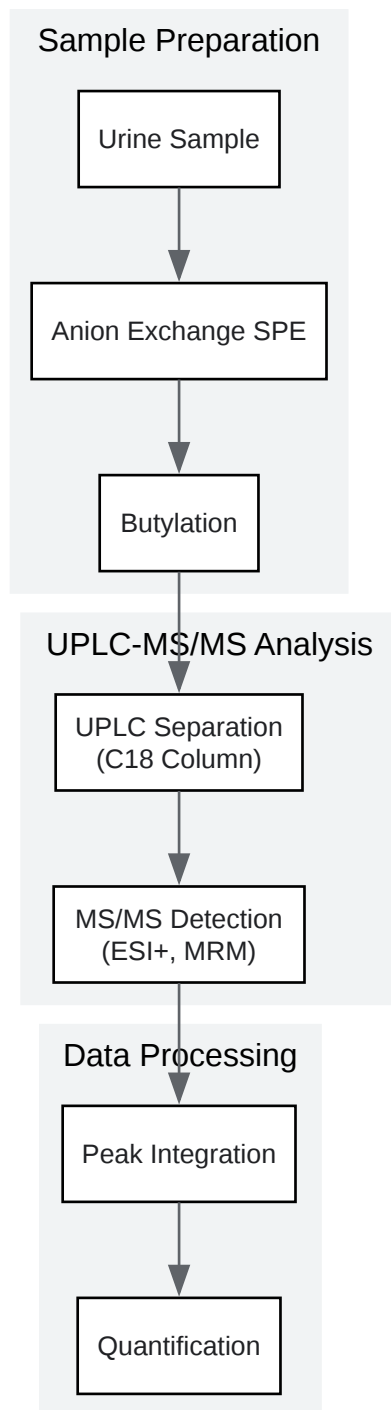 Sample Preparation
Urine Sample
Anion Exchange SPE
Butylation
UPLC-MS/MS Analysis
UPLC Separation
(C18 Column)
MS/MS Detection
(ESI+, MRM)
Data Processing
Peak Integration
Quantification